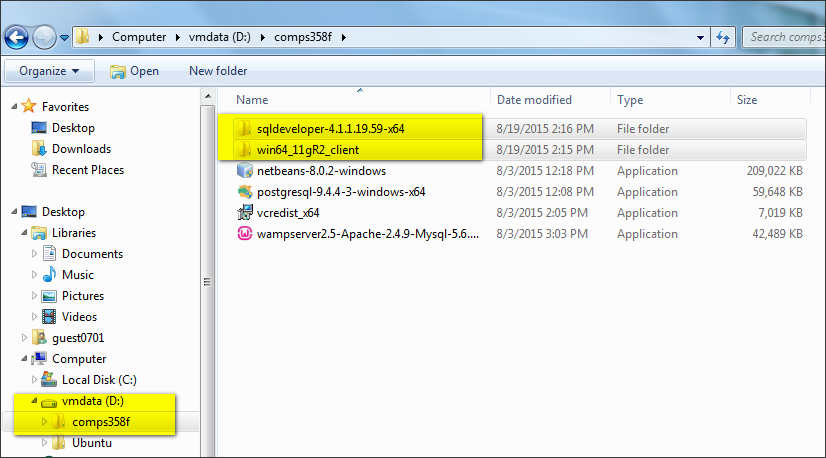 Computer vmdata (D:) comps358f
Search comps3
Organize Open New folder
Favorites
Desktop
Downloads
Recent Places
Desktop
Libraries
Documents
Music
Pictures
Videos
guest0701
Computer
Local Disk (C:)
vmdata (D:)
comps358f
Ubuntu
Name Date modified Type Size
sqldeveloper-4.1.1.19.59-x64 8/19/2015 2:16 PM File folder
win64_11gR2_client 8/19/2015 2:15 PM File folder
netbeans-8.0.2-windows 8/3/2015 12:18 PM Application 209,022 KB
postgresql-9.4.4-3-windows-x64 8/3/2015 12:08 PM Application 59,648 KB
vcredist_x64 8/3/2015 2:05 PM Application 7,019 KB
wampserver2.5-Apache-2.4.9-Mysql-5.6.... 8/3/2015 3:03 PM Application 42,489 KB